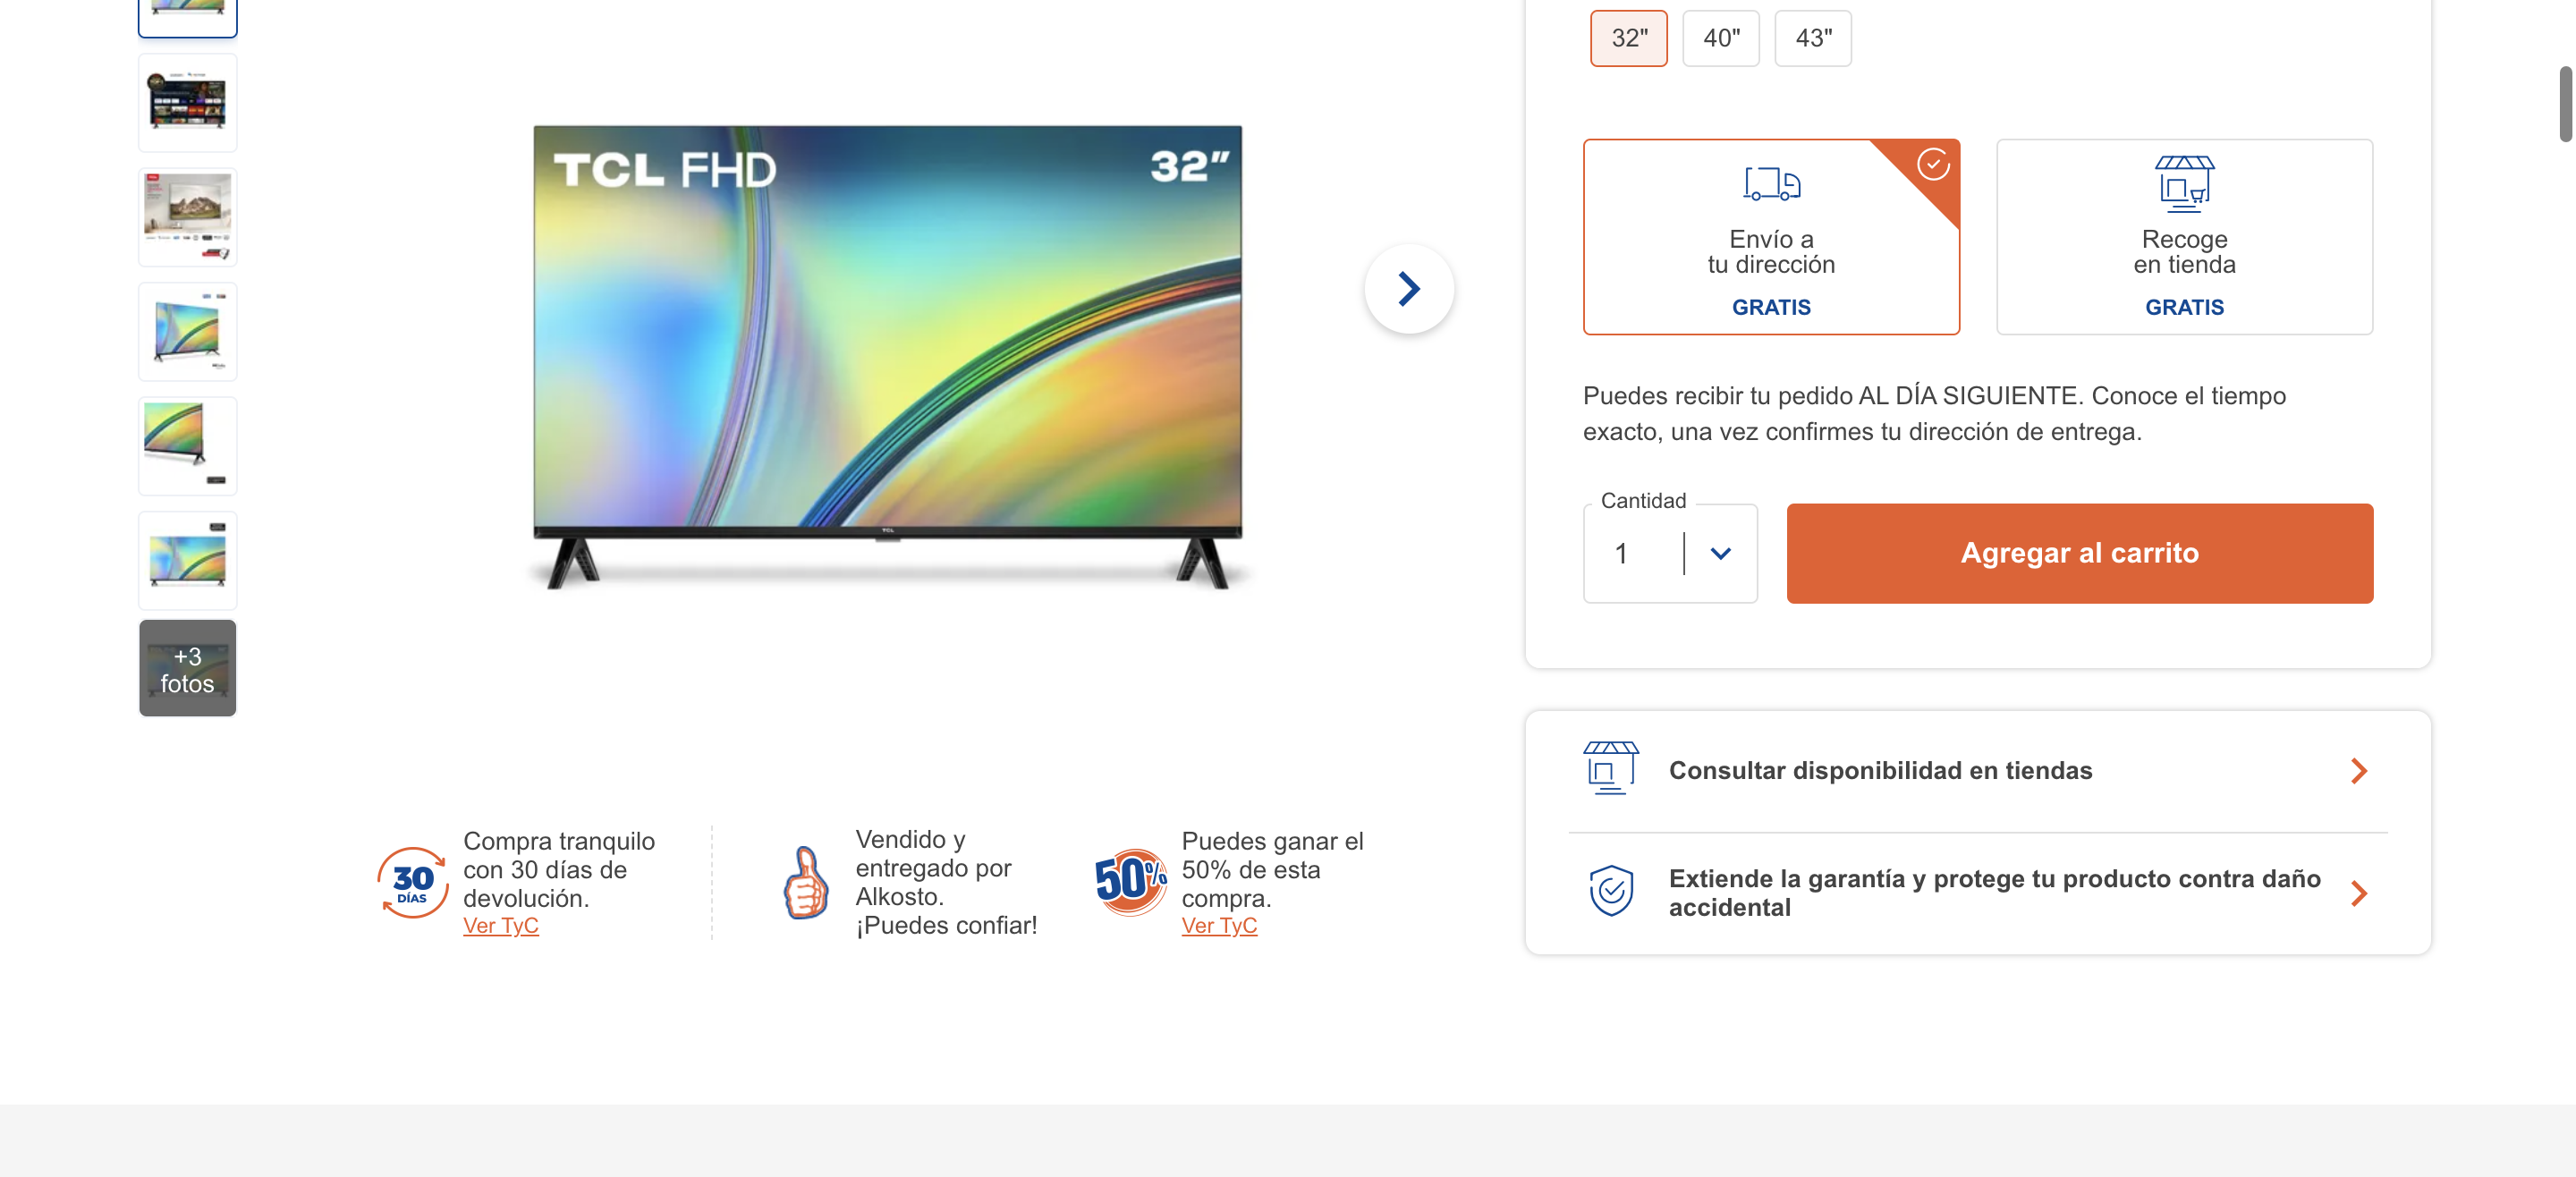 32"
40"
43"
TCL FHD
32"
TCL
Envío a
tu dirección
GRATIS
Recoge
en tienda
GRATIS
Puedes recibir tu pedido AL DÍA SIGUIENTE. Conoce el tiempo
exacto, una vez confirmes tu dirección de entrega.
Cantidad
1
Agregar al carrito
+3
fotos
Consultar disponibilidad en tiendas
Extiende la garantía y protege tu producto contra daño
accidental
30
DÍAS
Compra tranquilo
con 30 días de
devolución.
Ver TyC
Vendido y
entregado por
Alkosto.
¡Puedes confiar!
50%
Puedes ganar el
50% de esta
compra.
Ver TyC